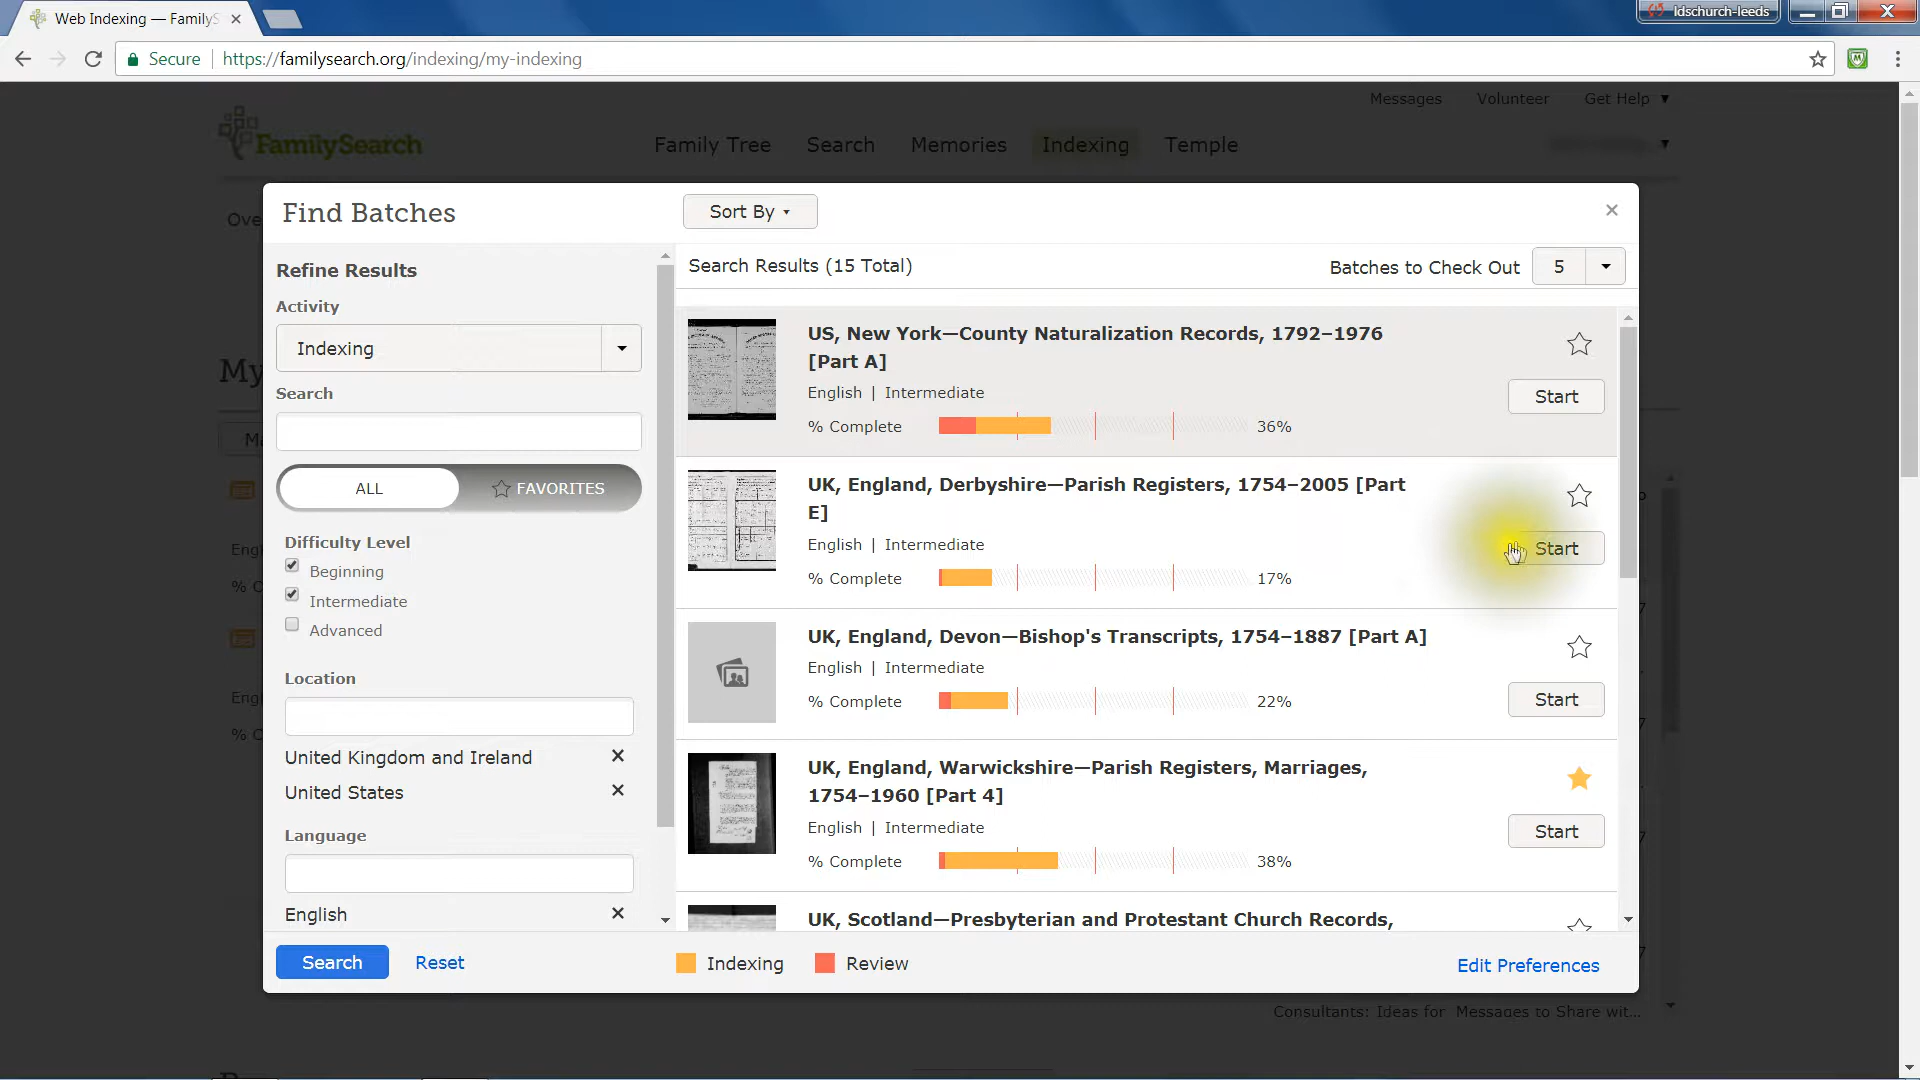 Web Indexing — FamilyS
ldschurch-leeds
Secure https://familysearch.org/indexing/my-indexing
Messages Volunteer Get Help
FamilySearch
Family Tree Search Memories Indexing Temple
Find Batches
Sort By
Refine Results
Search Results (15 Total)
Batches to Check Out 5
Activity
Indexing
Search
ALL
FAVORITES
Difficulty Level
Beginning
Intermediate
Advanced
Location
United Kingdom and Ireland
United States
Language
English
Search
Reset
US, New York—County Naturalization Records, 1792–1976
[Part A]
English | Intermediate
Start
% Complete 36%
UK, England, Derbyshire—Parish Registers, 1754–2005 [Part
E]
English | Intermediate
Start
% Complete 17%
UK, England, Devon—Bishop's Transcripts, 1754–1887 [Part A]
English | Intermediate
Start
% Complete 22%
UK, England, Warwickshire—Parish Registers, Marriages,
1754–1960 [Part 4]
English | Intermediate
Start
% Complete 38%
UK, Scotland—Presbyterian and Protestant Church Records,
Indexing
Review
Edit Preferences
Consultants: Ideas for Messages to Share wit...